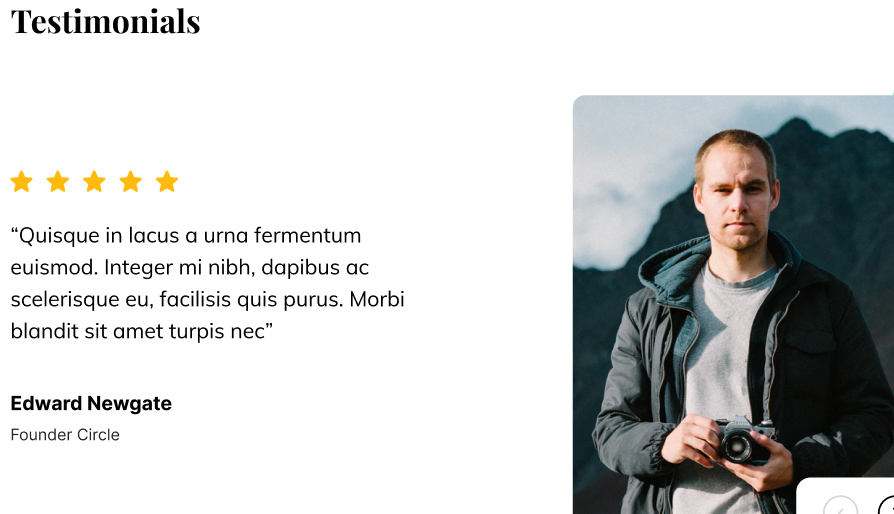 Testimonials
“Quisque in lacus a urna fermentum
euismod. Integer mi nibh, dapibus ac
scelerisque eu, facilisis quis purus. Morbi
blandit sit amet turpis nec”
Edward Newgate
Founder Circle